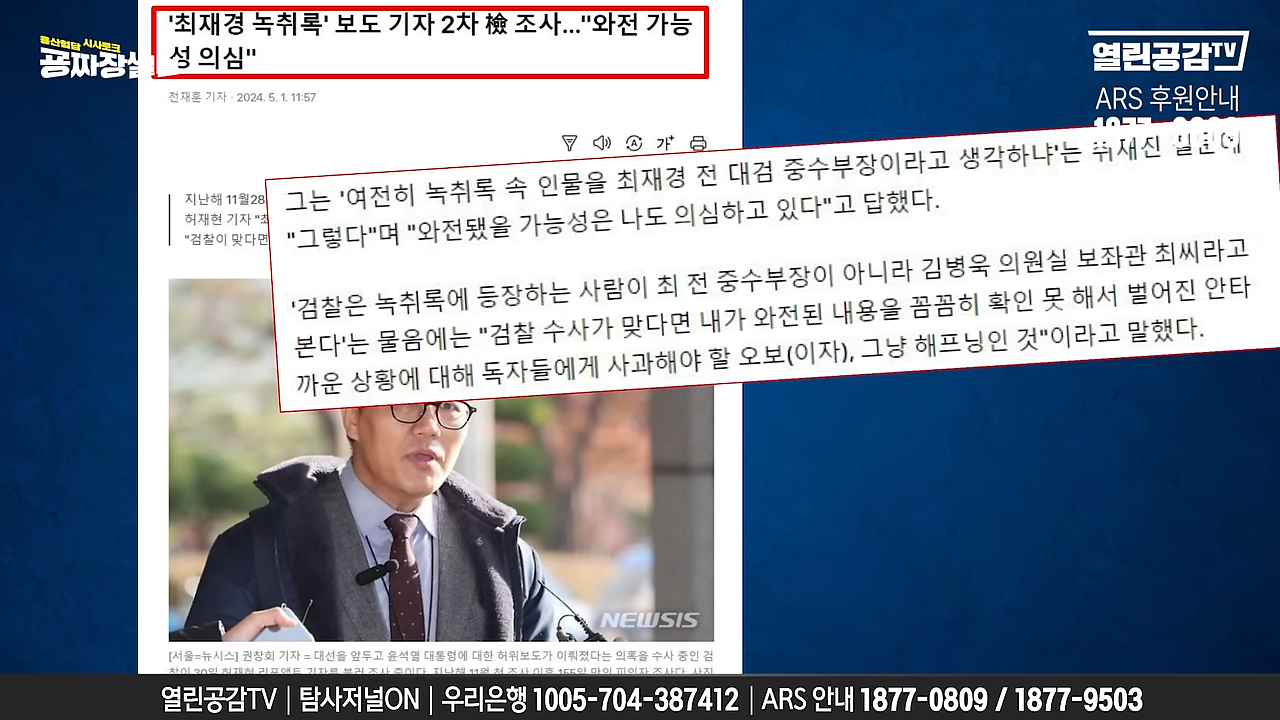 '최재경 녹취록' 보도 기자 2차 檢 조사..."와전 가능
성 의심"
시사토크
열린공감TV
ARS 후원안내
전재훈 기자 · 2024. 5. 1. 11:57
가+
지난해 11월28
허재현 기자
"검찰이 맞다면
그는 '여전히 녹취록 속 인물을 최재경 전 대검 중수부장이라고 생각하냐'는 취재진 질문에
"그렇다"며 "와전됐을 가능성은 나도 의심하고 있다"고 답했다.
'검찰은 녹취록에 등장하는 사람이 최 전 중수부장이 아니라 김병욱 의원실 보좌관 최씨라고
본다'는 물음에는 "검찰 수사가 맞다면 내가 와전된 내용을 꼼꼼히 확인 못 해서 벌어진 안타
까운 상황에 대해 독자들에게 사과해야 할 오보(이자), 그냥 해프닝인 것"이라고 말했다.
NEWSIS
[서울=뉴시스] 권창회 기자 = 대선을 앞두고 윤석열 대통령에 대한 허위보도가 이뤄졌다는 의혹을 수사 중인 검
열린공감TV | 탐사저널ON | 우리은행 1005-704-387412 | ARS 안내 1877-0809 / 1877-9503